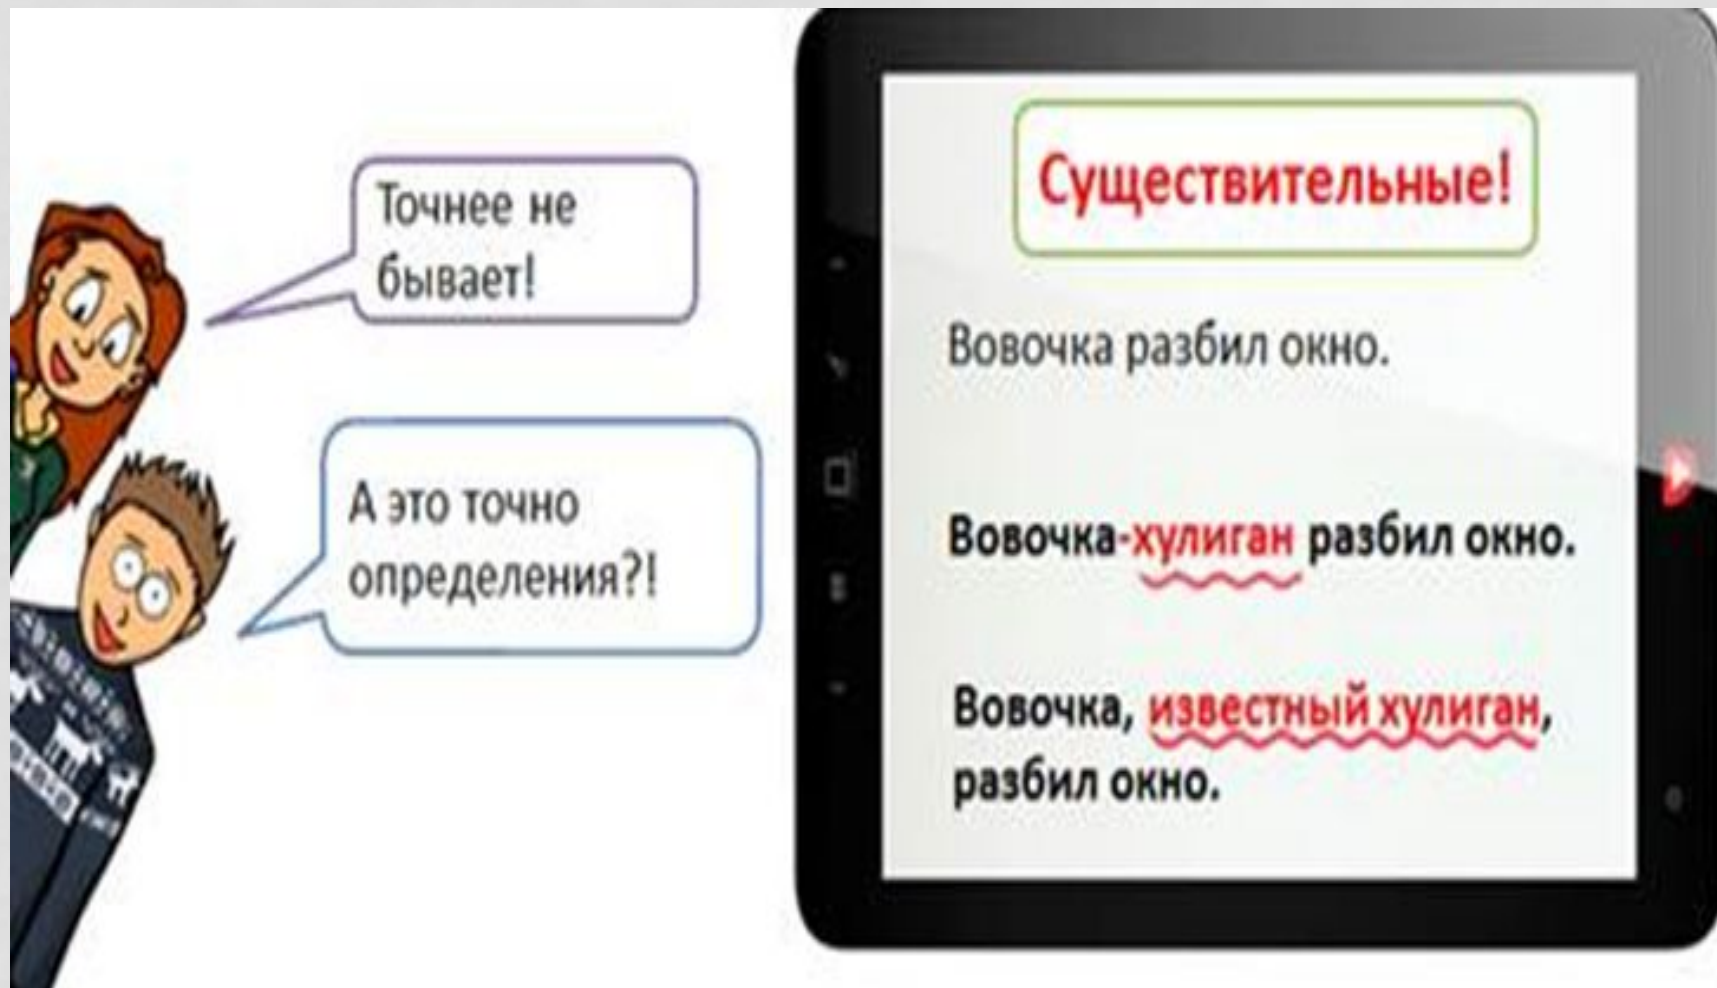 Точнее не
бывает!
А это точно
определения?!
Существительные!
Вовочка разбил окно.
Вовочка-хулиган разбил окно.
Вовочка, известный хулиган,
разбил окно.